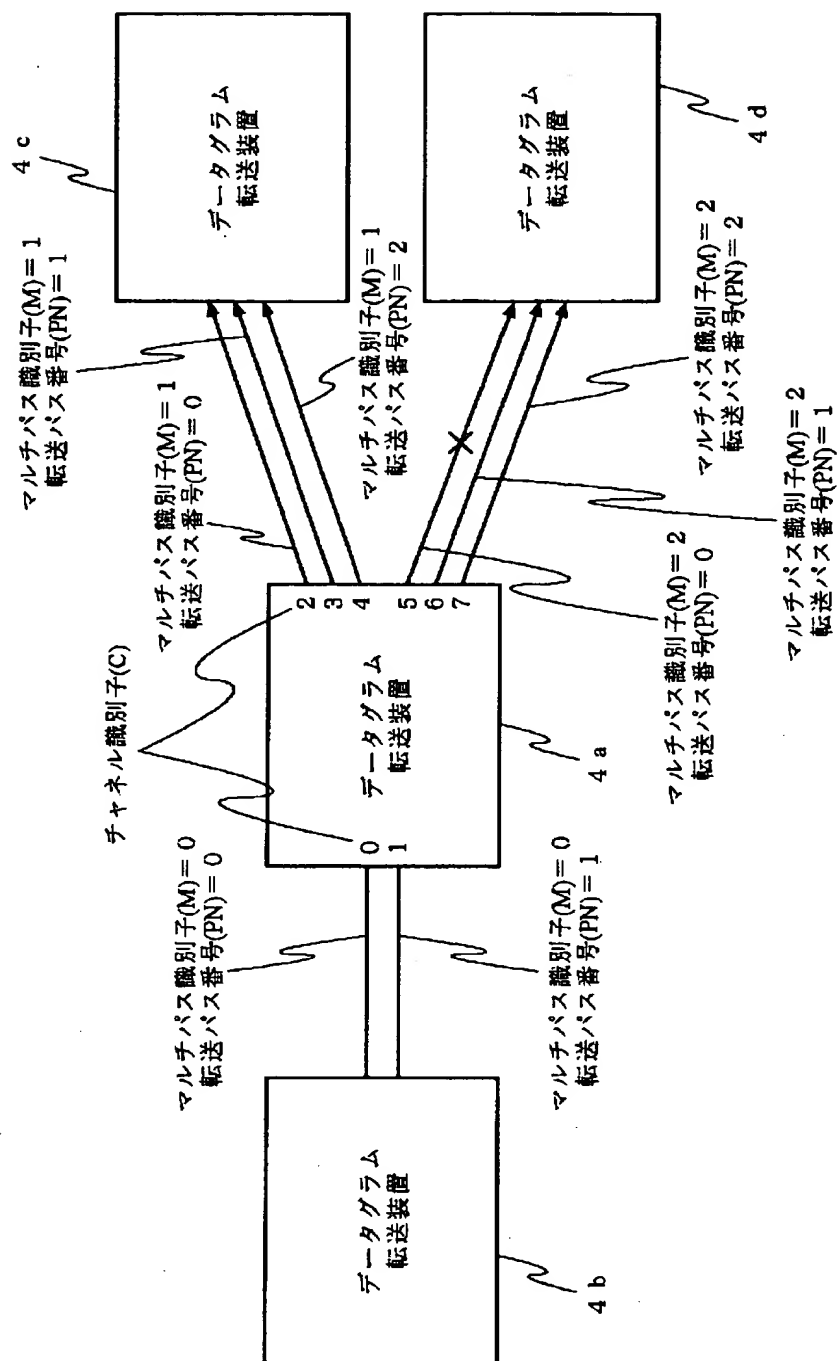 チャネル識別子(C)
マルチパス識別子(M)= 0
転送パス番号(PN)= 0
マルチパス識別子(M)= 1
転送パス番号(PN)= 0
マルチパス識別子(M)= 1
転送パス番号(PN)= 1
4 c
データグラム
転送装置
データグラム
転送装置
0
1
データグラム
転送装置
2
3
4
5
6
7
マルチパス識別子(M)= 1
転送パス番号(PN)= 2
データグラム
転送装置
4 b
マルチパス識別子(M)= 0
転送パス番号(PN)= 1
4 a
マルチパス識別子(M)= 2
転送パス番号(PN)= 0
マルチパス識別子(M)= 2
転送パス番号(PN)= 2
4 d
マルチパス識別子(M)= 2
転送パス番号(PN)= 1